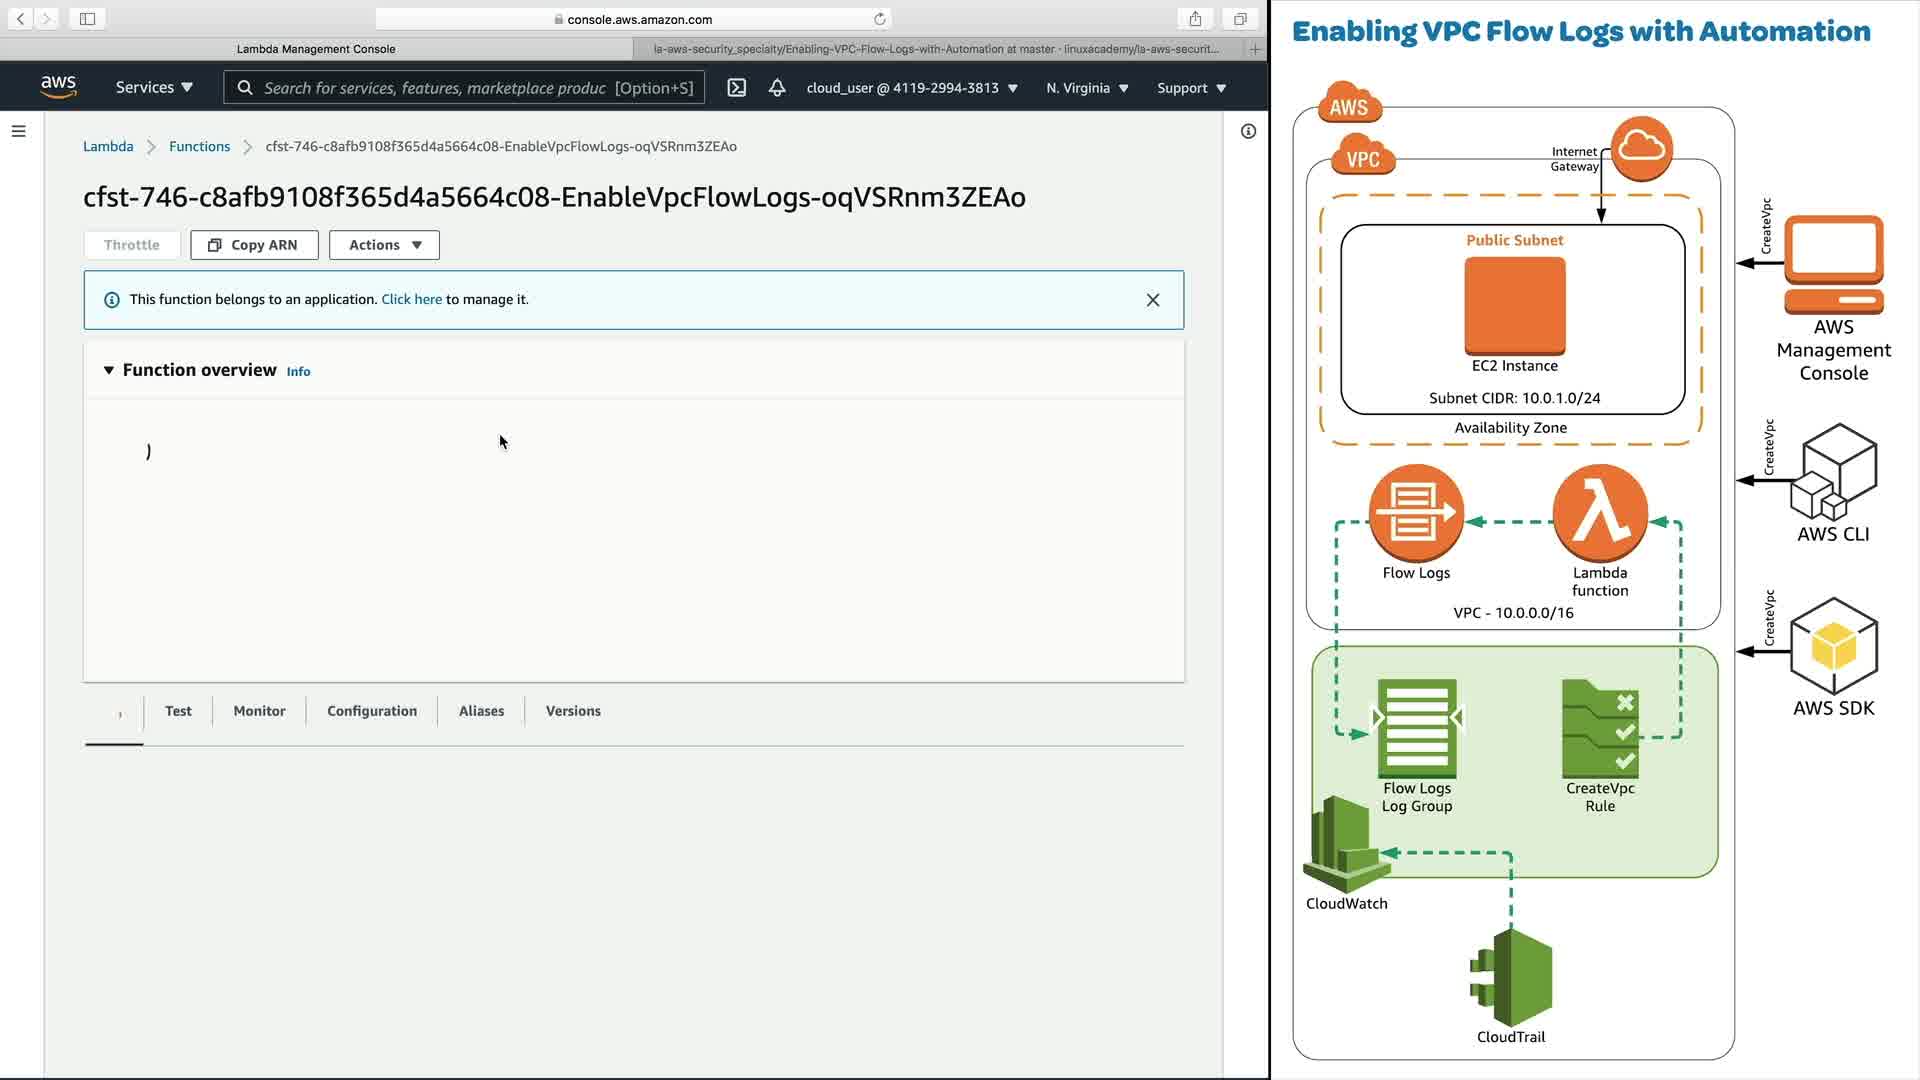 console.aws.amazon.com
Lambda Management Console
la-aws-security_specialty/Enabling-VPC-Flow-Logs-with-Automation at master · linuxacademy/la-aws-securit...
aws
Services
Search for services, features, marketplace produc [Option+S]
cloud_user @ 4119-2994-3813
N. Virginia
Support
Lambda
Functions
cfst-746-c8afb9108f365d4a5664c08-EnableVpcFlowLogs-oqVSRnm3ZEAo
cfst-746-c8afb9108f365d4a5664c08-EnableVpcFlowLogs-oqVSRnm3ZEAo
Throttle
Copy ARN
Actions
This function belongs to an application. Click here to manage it.
Function overview Info
Test
Monitor
Configuration
Aliases
Versions
Enabling VPC Flow Logs with Automation
AWS
VPC
Internet
Gateway
Public Subnet
EC2 Instance
Subnet CIDR: 10.0.1.0/24
Availability Zone
Flow Logs
Lambda
function
VPC - 10.0.0.0/16
Flow Logs
Log Group
CreateVpc
Rule
CloudWatch
CloudTrail
CreateVpc
AWS
Management
Console
CreateVpc
AWS CLI
CreateVpc
AWS SDK